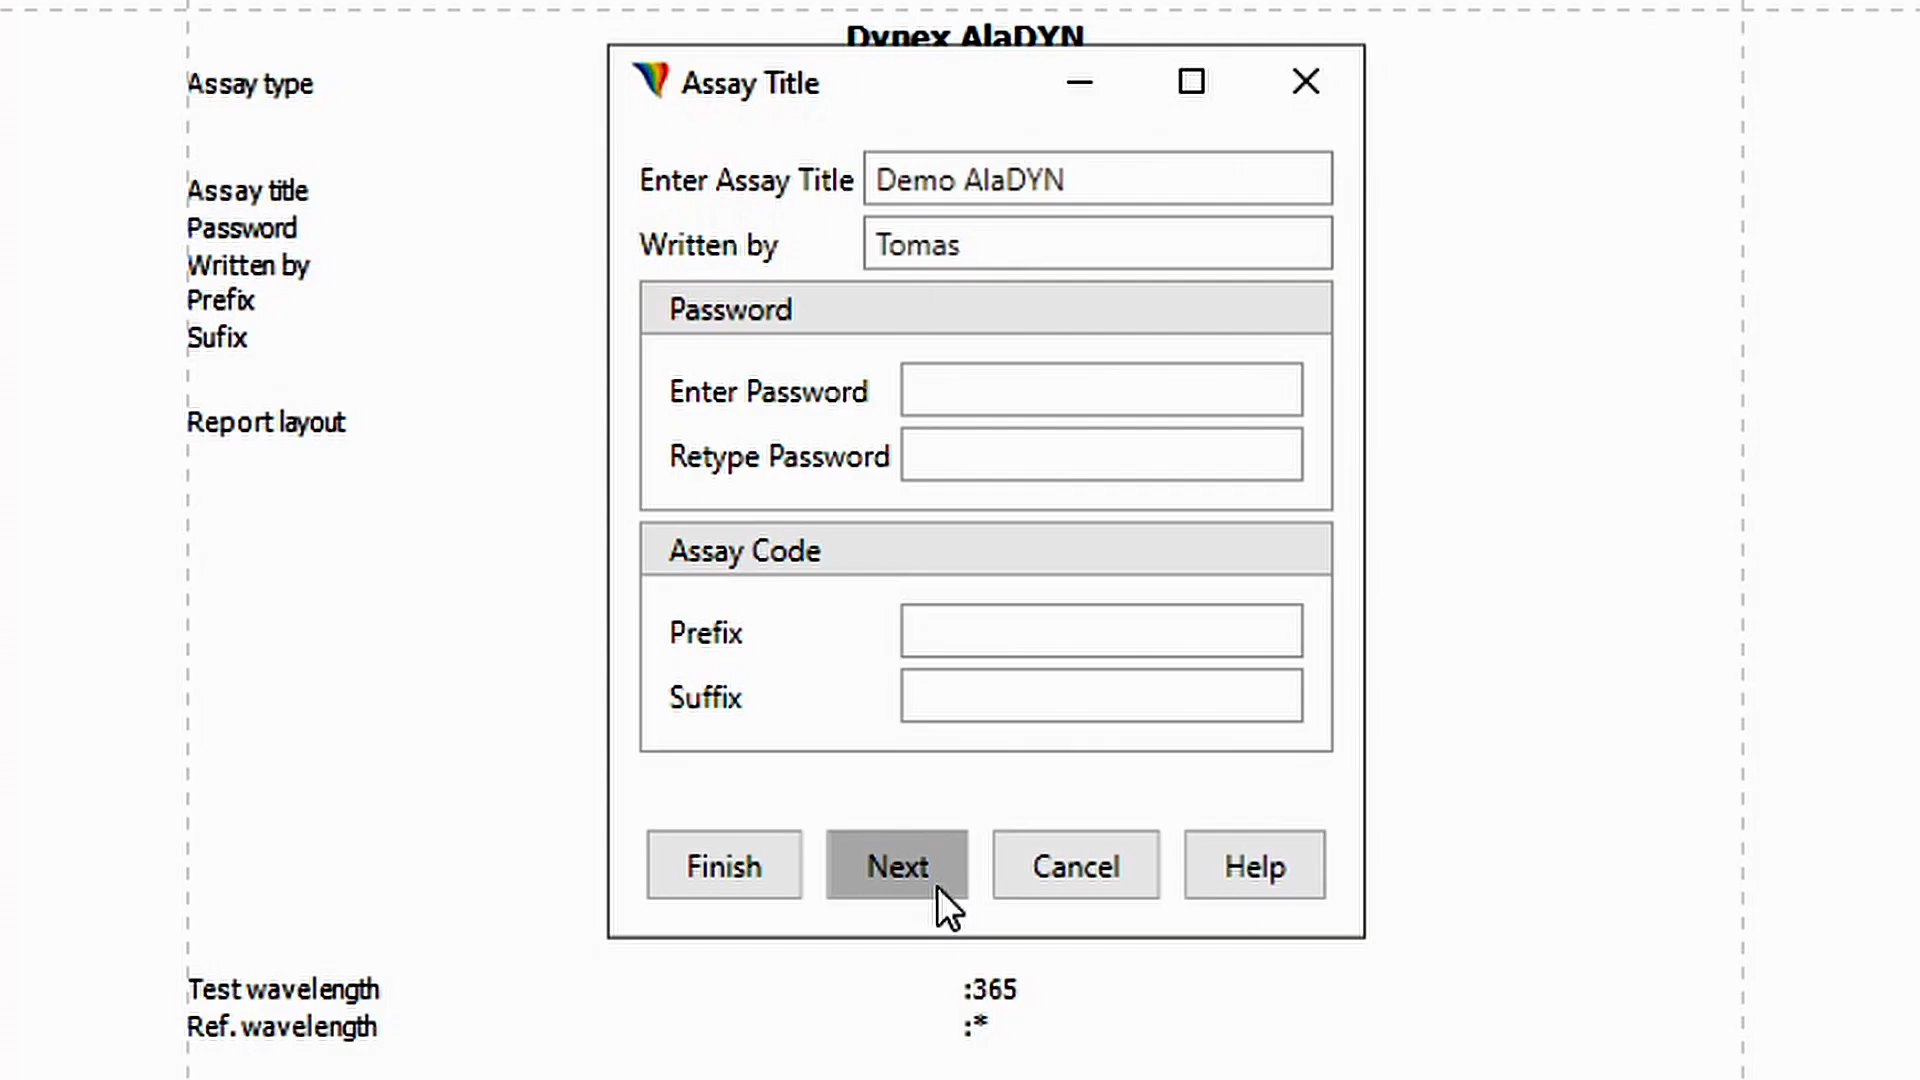 Dynex AlaDYN
Assay type
Assay title
Password
Written by
Prefix
Sufix
Report layout
Assay Title
Enter Assay Title Demo AlaDYN
Written by Tomas
Password
Enter Password
Retype Password
Assay Code
Prefix
Suffix
Finish Next Cancel Help
Test wavelength :365
Ref. wavelength :*